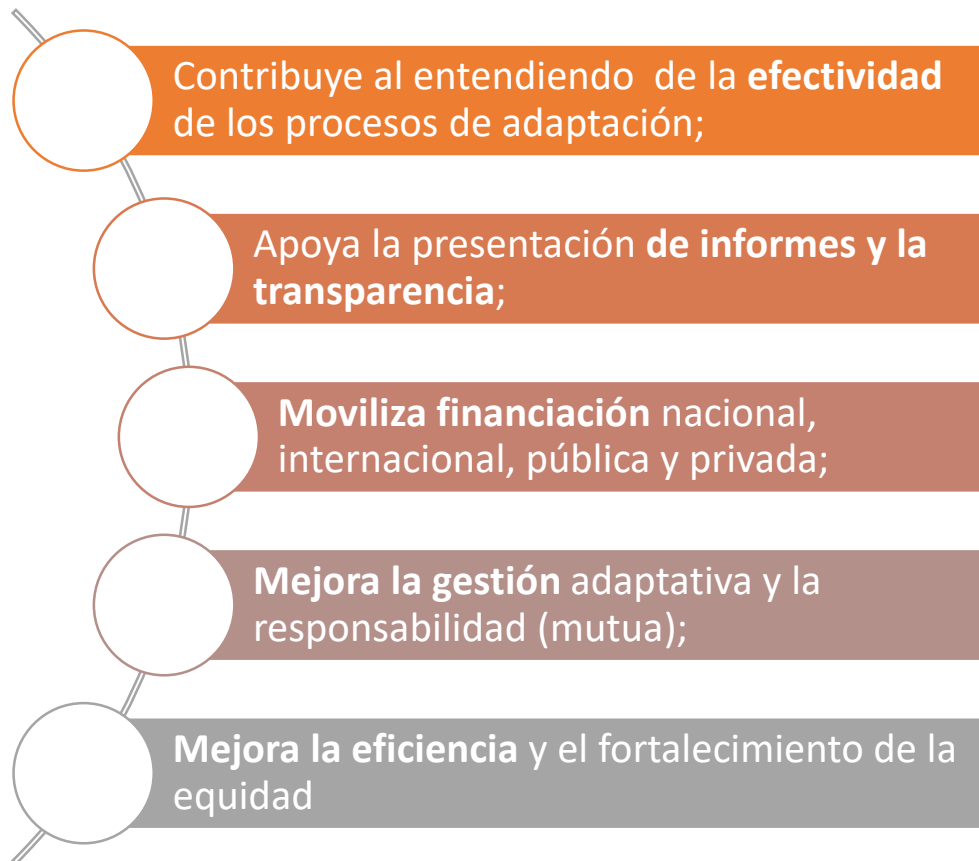 Contribuye al entendiendo  de la efectividad
de los procesos de adaptación;
Apoya la presentación de informes y la
transparencia;
Moviliza financiación nacional,
internacional, pública y privada;
Mejora la gestión adaptativa y la
responsabilidad (mutua);
Mejora la eficiencia y el fortalecimiento de la
equidad